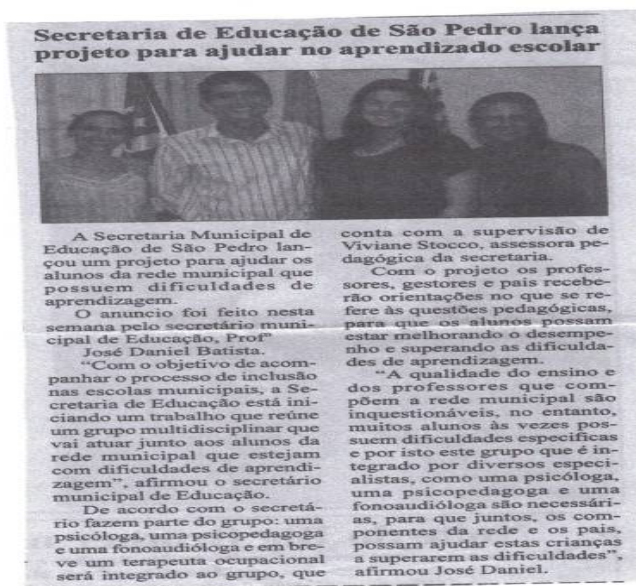 Secretaria de Educação de São Pedro lança
projeto para ajudar no aprendizado escolar
A Secretaria Municipal de
Educação de São Pedro lan-
çou um projeto para ajudar os
alunos da rede municipal que
possuem dificuldades de
aprendizagem.
O anuncio foi feito nesta
semana pelo secretário muni-
cipal de Educação, Profº
José Daniel Batista.
“Com o objetivo de acom-
panhar o processo de inclusão
nas escolas municipais, a Se-
cretaria de Educação está ini-
ciando um trabalho que reúne
um grupo multidisciplinar que
vai atuar junto aos alunos da
rede municipal que estejam
com dificuldades de aprendi-
zagem”, afirmou o secretário
municipal de Educação.
De acordo com o secretá-
rio fazem parte do grupo: uma
psicóloga, uma psicopedagoga
e uma fonoaudióloga e em bre-
ve um terapeuta ocupacional
será integrado ao grupo, que
conta com a supervisão de
Viviane Stocco, assessora pe-
dagógica da secretaria.
Com o projeto os profes-
sores, gestores e pais recebe-
rão orientações no que se re-
fere às questões pedagógicas,
para que os alunos possam
estar melhorando o desempe-
nho e superando as dificulda-
des de aprendizagem.
“A qualidade do ensino e
dos professores que com-
põem a rede municipal são
inquestionáveis, no entanto,
muitos alunos às vezes pos-
suem dificuldades especificas
e por isto este grupo que é in-
tegrado por diversos especi-
alistas, como uma psicóloga,
uma psicopedagoga e uma
fonoaudióloga são necessári-
as, para que juntos, os com-
ponentes da rede e os pais,
possam ajudar estas crianças
a superarem as dificuldades”,
afirmou José Daniel.